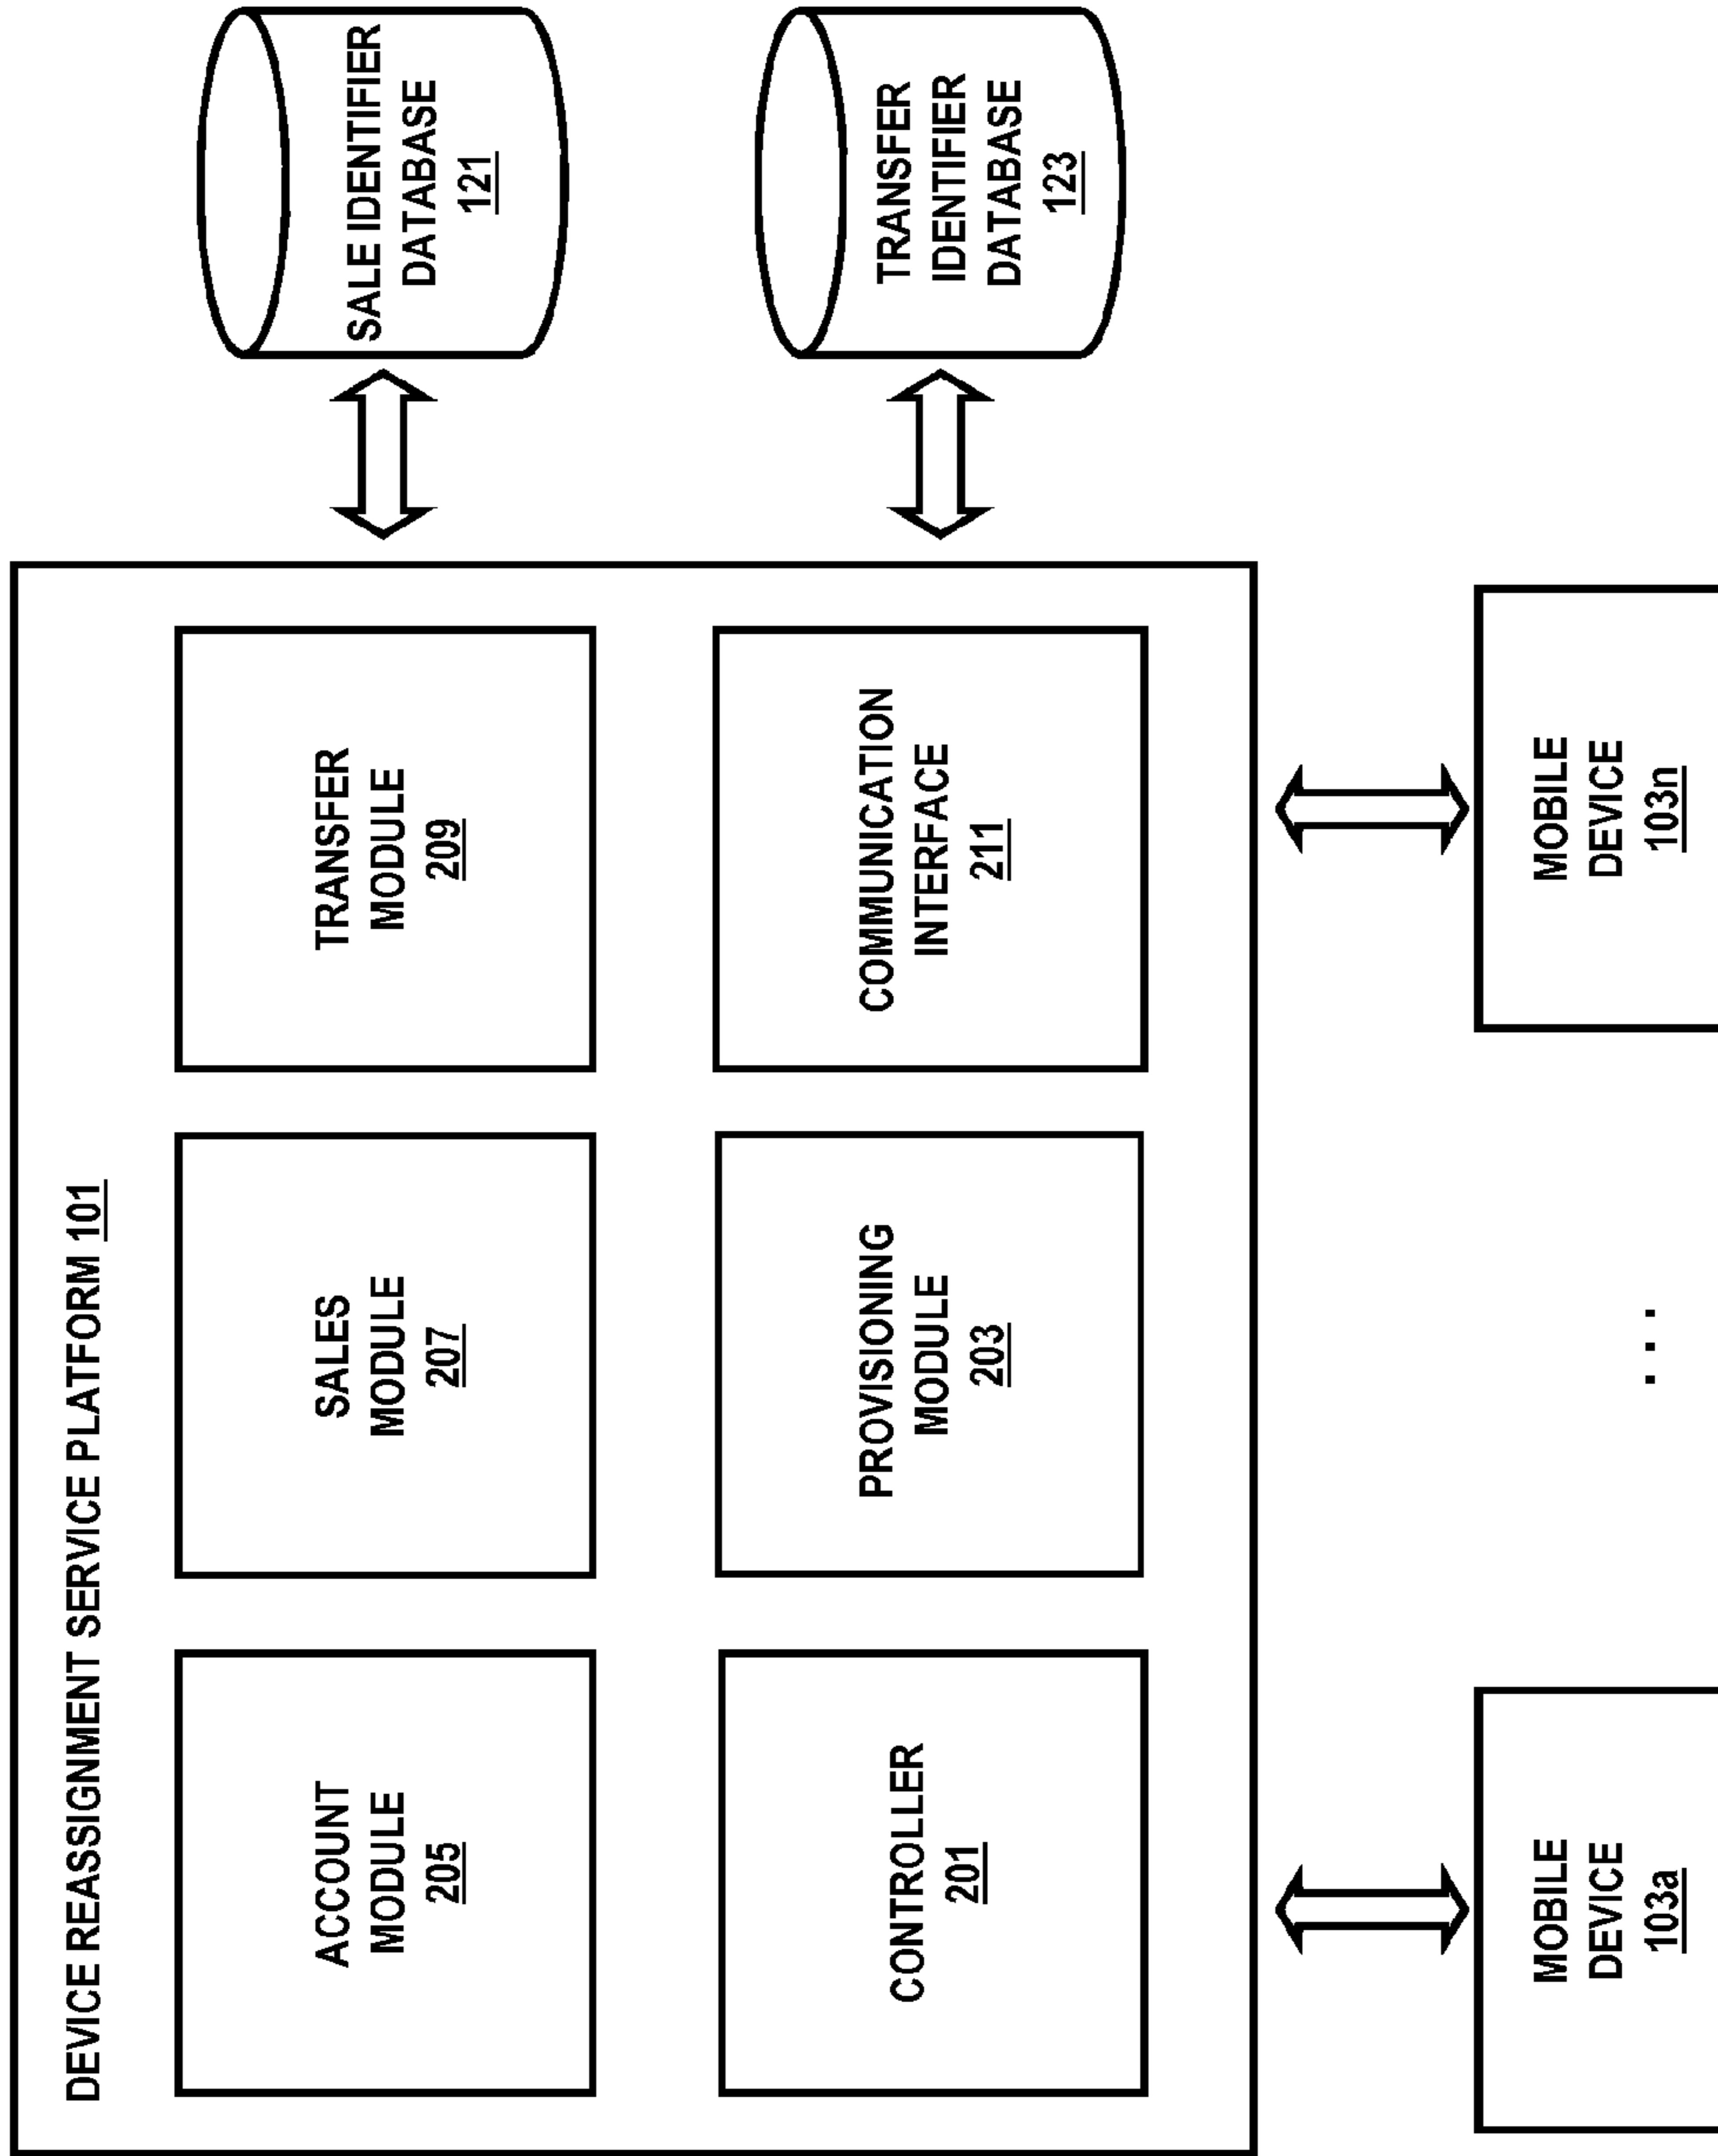 DEVICE REASSIGNMENT SERVICE PLATFORM 101
ACCOUNT
MODULE
205
SALES
MODULE
207
TRANSFER
MODULE
209
SALE IDENTIFIER
DATABASE
121
CONTROLLER
201
PROVISIONING
MODULE
203
COMMUNICATION
INTERFACE
211
TRANSFER
IDENTIFIER
DATABASE
123
MOBILE
DEVICE
103a
. . .
MOBILE
DEVICE
103n